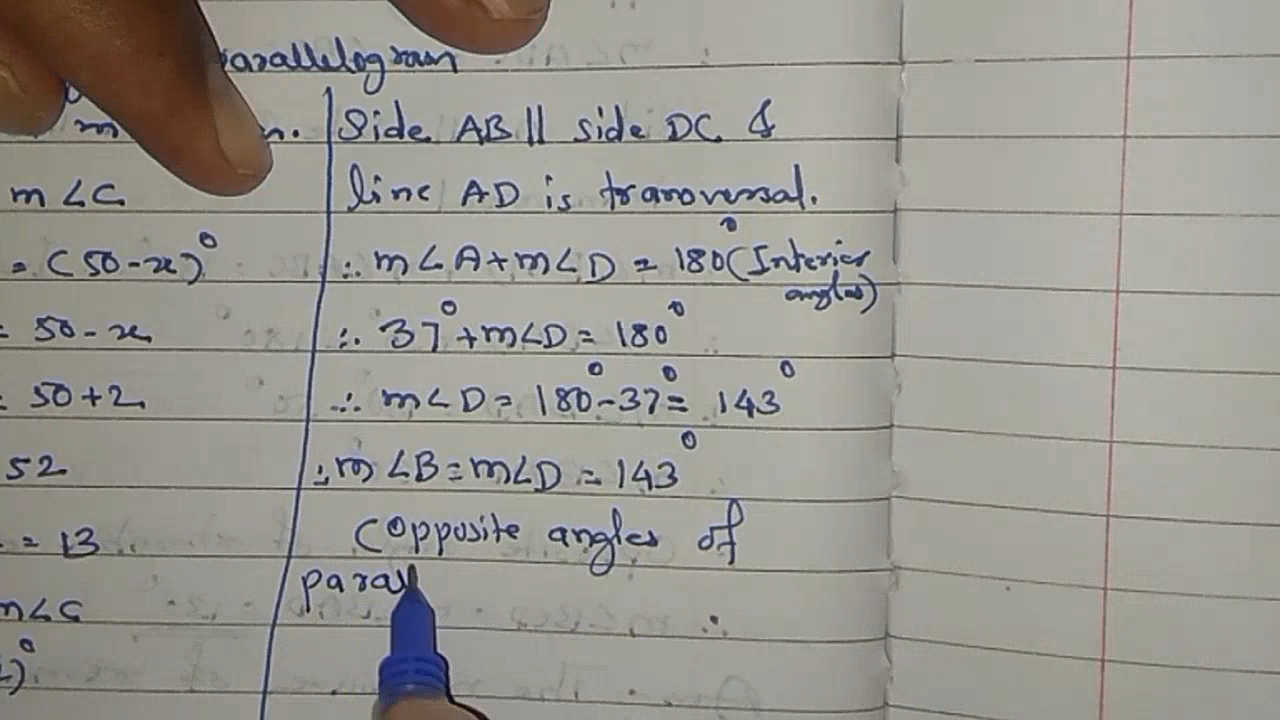 parallelogram
m n.
m∠C
= (50-x)°
= 50-x
= 50+2
52
= 13
m∠C
)°
Side AB || side DC &
line AD is transversal.
∴ m∠A+m∠D = 180° (Interior
angles)
∴ 37°+m∠D = 180°
∴ m∠D = 180°-37° = 143°
∴ m∠B = m∠D = 143°
(Opposite angles of
paral